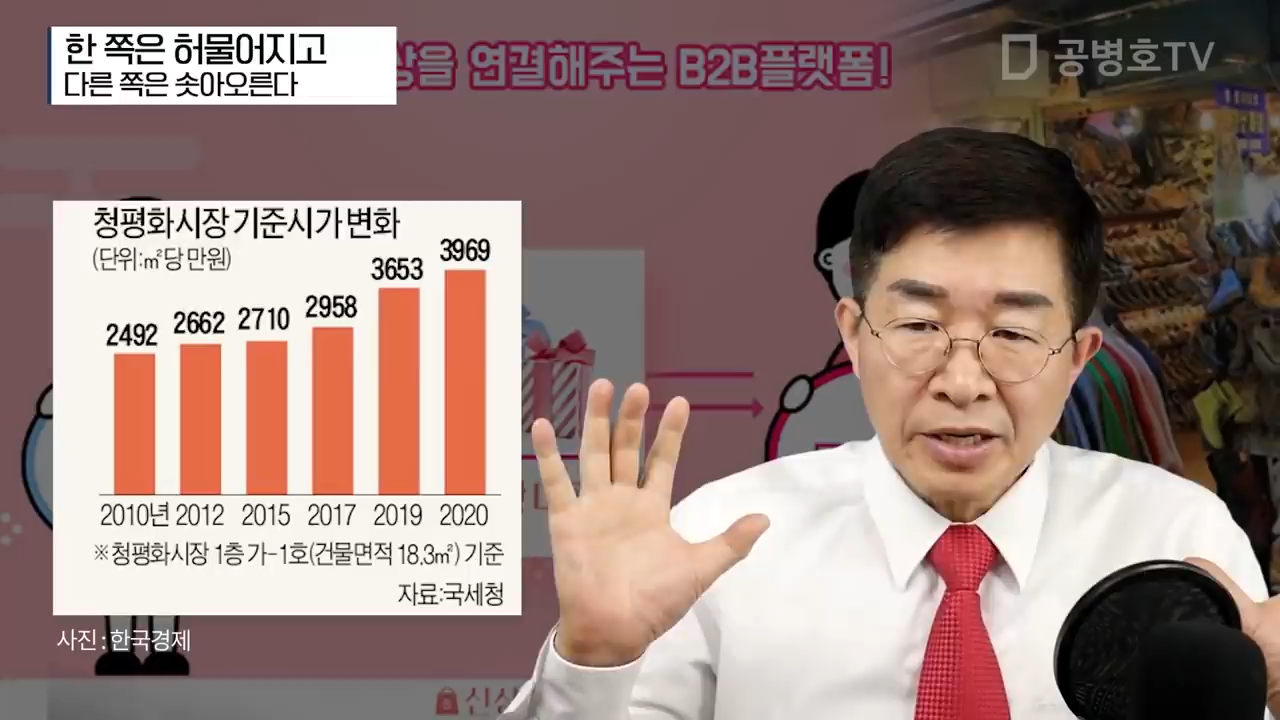 한 쪽은 허물어지고
다른 쪽은 솟아오른다
상을 연결해주는 B2B플랫폼!
공병호TV
청평화시장 기준시가 변화
(단위:㎡당 만원)
2492 2662 2710 2958 3653 3969
2010년 2012 2015 2017 2019 2020
※청평화시장 1층 가-1호(건물면적 18.3㎡) 기준
자료:국세청
사진 : 한국경제